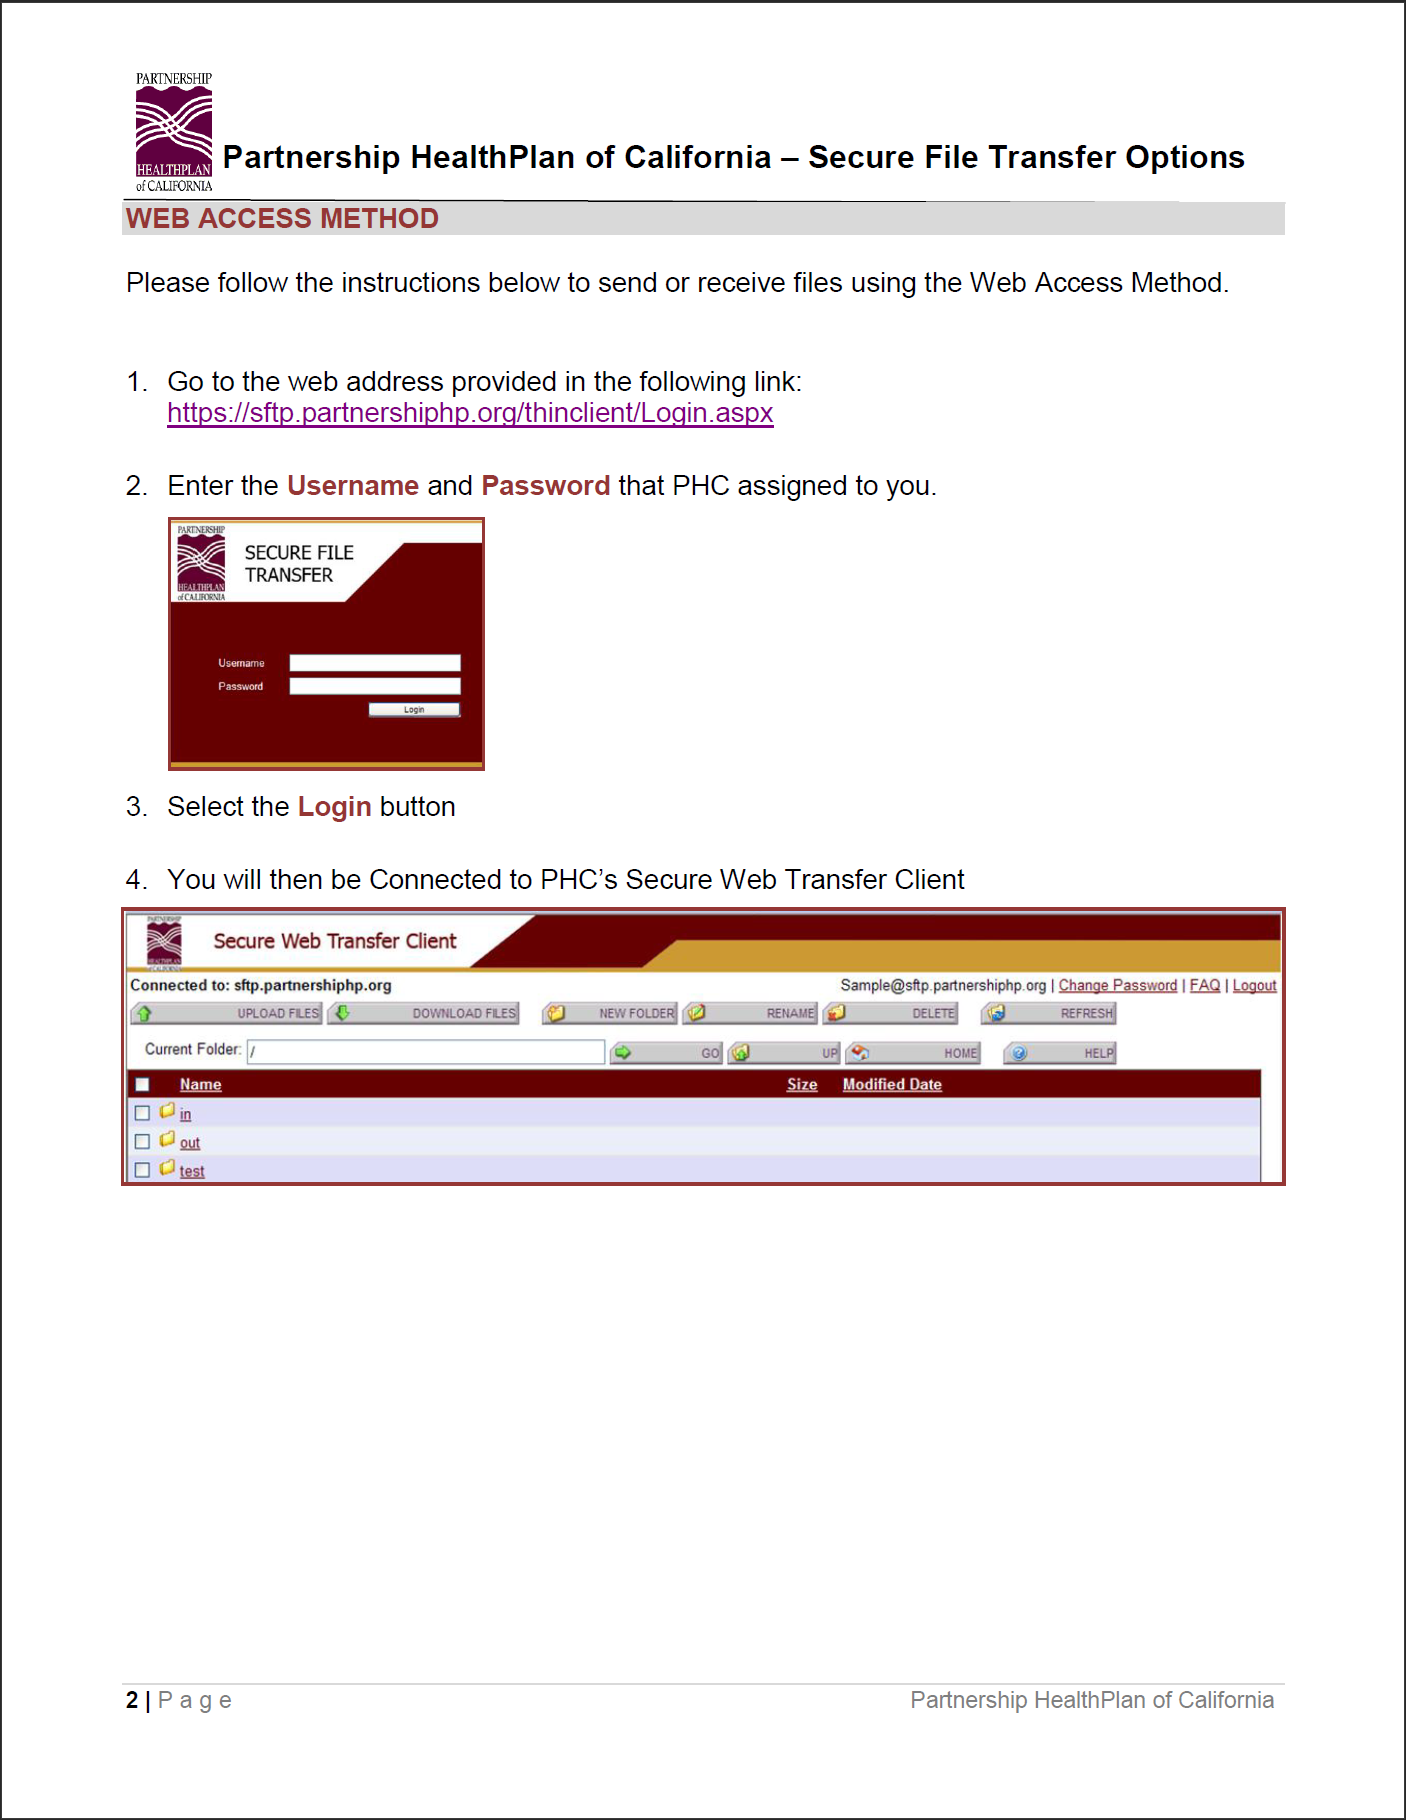 PARTNERSHIP
HEALTHPLAN
of CALIFORNIA
Partnership HealthPlan of California – Secure File Transfer Options
WEB ACCESS METHOD
Please follow the instructions below to send or receive files using the Web Access Method.
1. Go to the web address provided in the following link:
https://sftp.partnershiphp.org/thinclient/Login.aspx
2. Enter the Username and Password that PHC assigned to you.
PARTNERSHIP
HEALTHPLAN
of CALIFORNIA
SECURE FILE
TRANSFER
Username
Password
Login
3. Select the Login button
4. You will then be Connected to PHC’s Secure Web Transfer Client
PARTNERSHIP
HEALTHPLAN
of CALIFORNIA
Secure Web Transfer Client
Connected to: sftp.partnershiphp.org Sample@sftp.partnershiphp.org | Change Password | FAQ | Logout
UPLOAD FILES DOWNLOAD FILES NEW FOLDER RENAME DELETE REFRESH
Current Folder: / GO UP HOME HELP
Name Size Modified Date
in
out
test
2 | P a g e Partnership HealthPlan of California